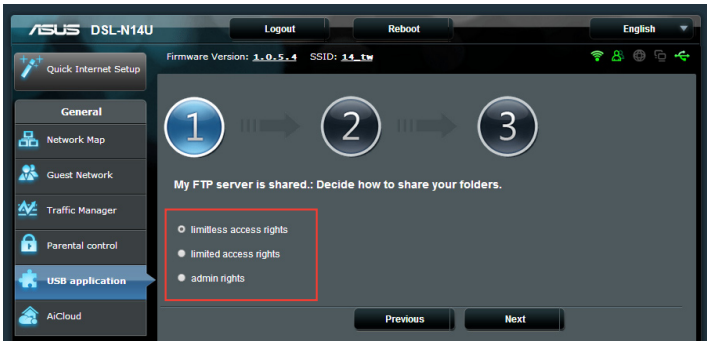 ASUS DSL-N14U
Logout
Reboot
English
Quick Internet Setup
Firmware Version: 1.0.5.4 SSID: 14_tw
General
Network Map
Guest Network
Traffic Manager
Parental control
USB application
AiCloud
1
2
3
My FTP server is shared.: Decide how to share your folders.
limitless access rights
limited access rights
admin rights
Previous
Next